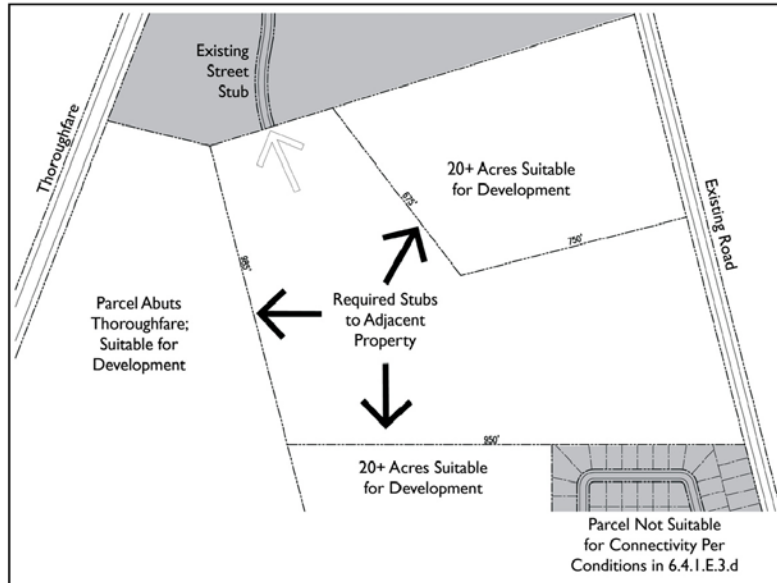 Existing
Street
Stub
Thoroughfare
20+ Acres Suitable
for Development
675'
750'
Existing Road
985'
Parcel Abuts
Thoroughfare;
Suitable for
Development
Required Stubs
to Adjacent
Property
950'
20+ Acres Suitable
for Development
Parcel Not Suitable
for Connectivity Per
Conditions in 6.4.1.E.3.d